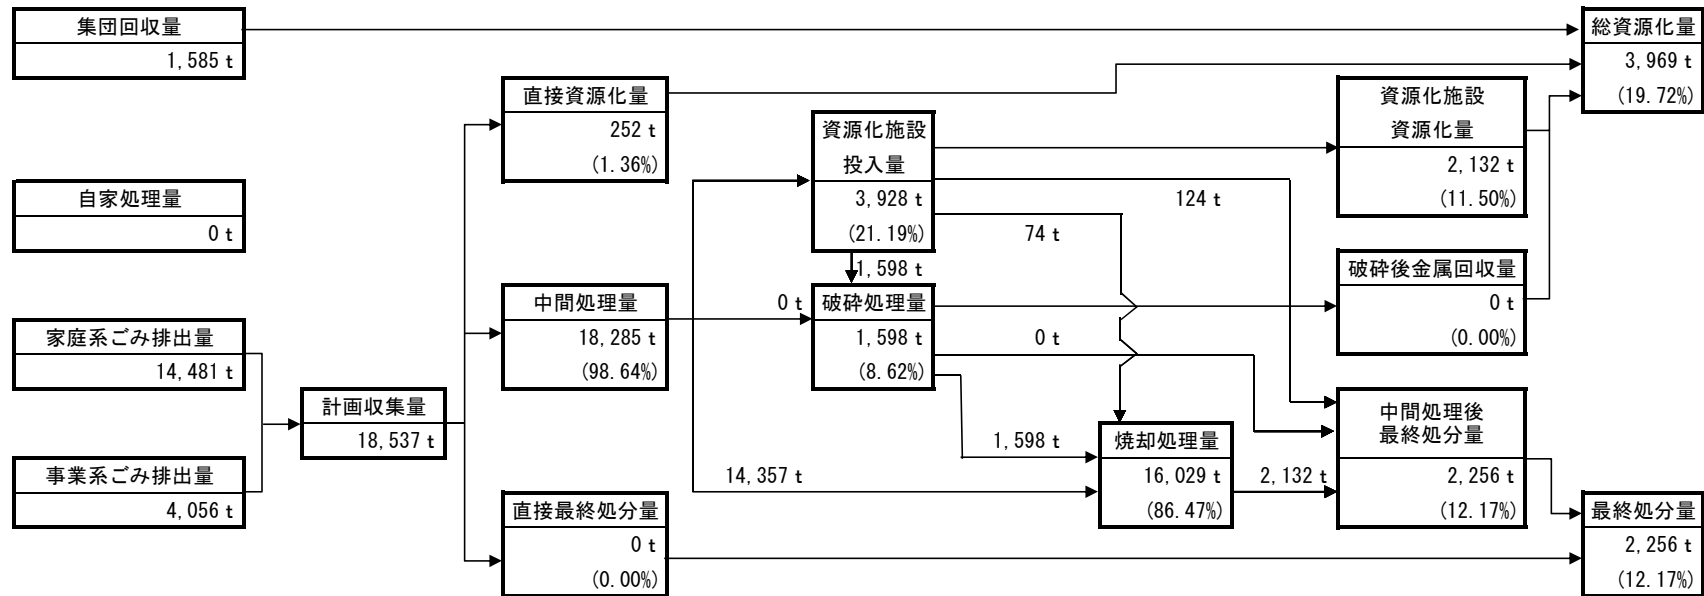 集団回収量
1,585 t
総資源化量
3,969 t
(19.72%)
直接資源化量
252 t
(1.36%)
資源化施設
投入量
3,928 t
(21.19%)
資源化施設
資源化量
2,132 t
(11.50%)
124 t
74 t
1,598 t
自家処理量
0 t
中間処理量
18,285 t
(98.64%)
0 t
破砕処理量
1,598 t
(8.62%)
破砕後金属回収量
0 t
(0.00%)
0 t
家庭系ごみ排出量
14,481 t
計画収集量
18,537 t
事業系ごみ排出量
4,056 t
1,598 t
14,357 t
焼却処理量
16,029 t
(86.47%)
2,132 t
中間処理後
最終処分量
2,256 t
(12.17%)
直接最終処分量
0 t
(0.00%)
最終処分量
2,256 t
(12.17%)